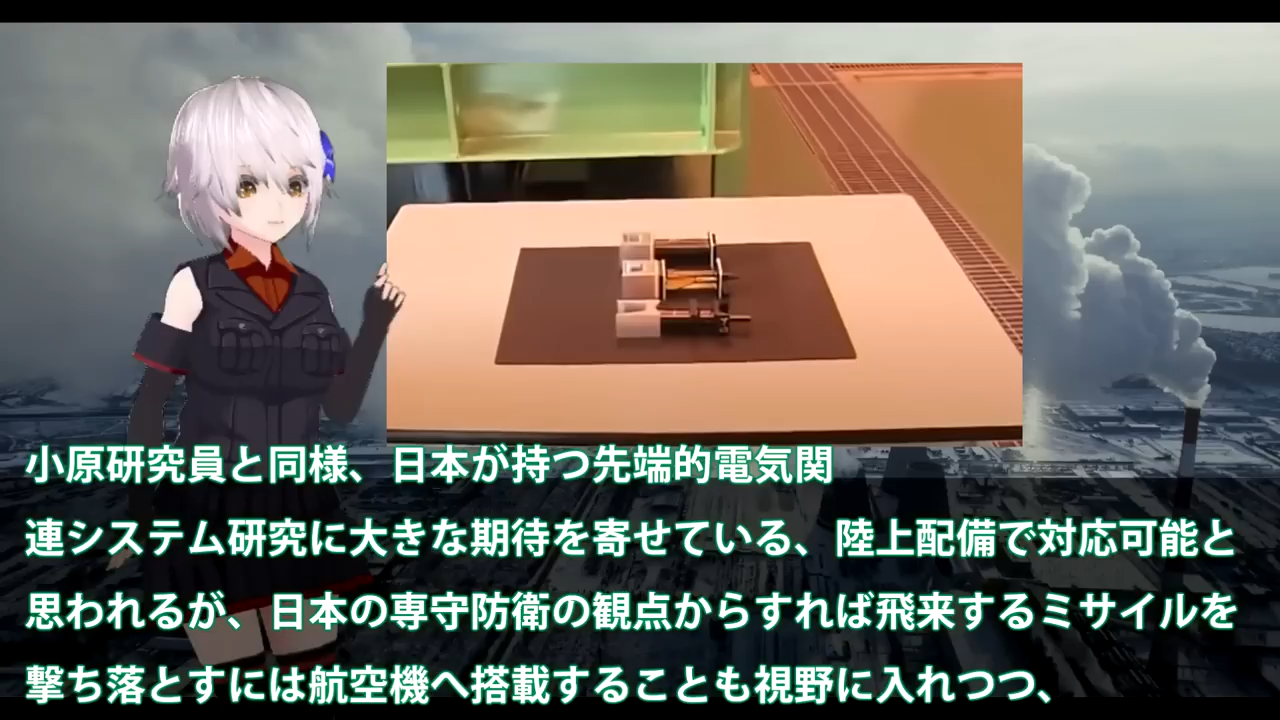 小原研究員と同様、日本が持つ先端的電気関
連システム研究に大きな期待を寄せている、陸上配備で対応可能と
思われるが、日本の専守防衛の観点からすれば飛来するミサイルを
撃ち落とすには航空機へ搭載することも視野に入れつつ、